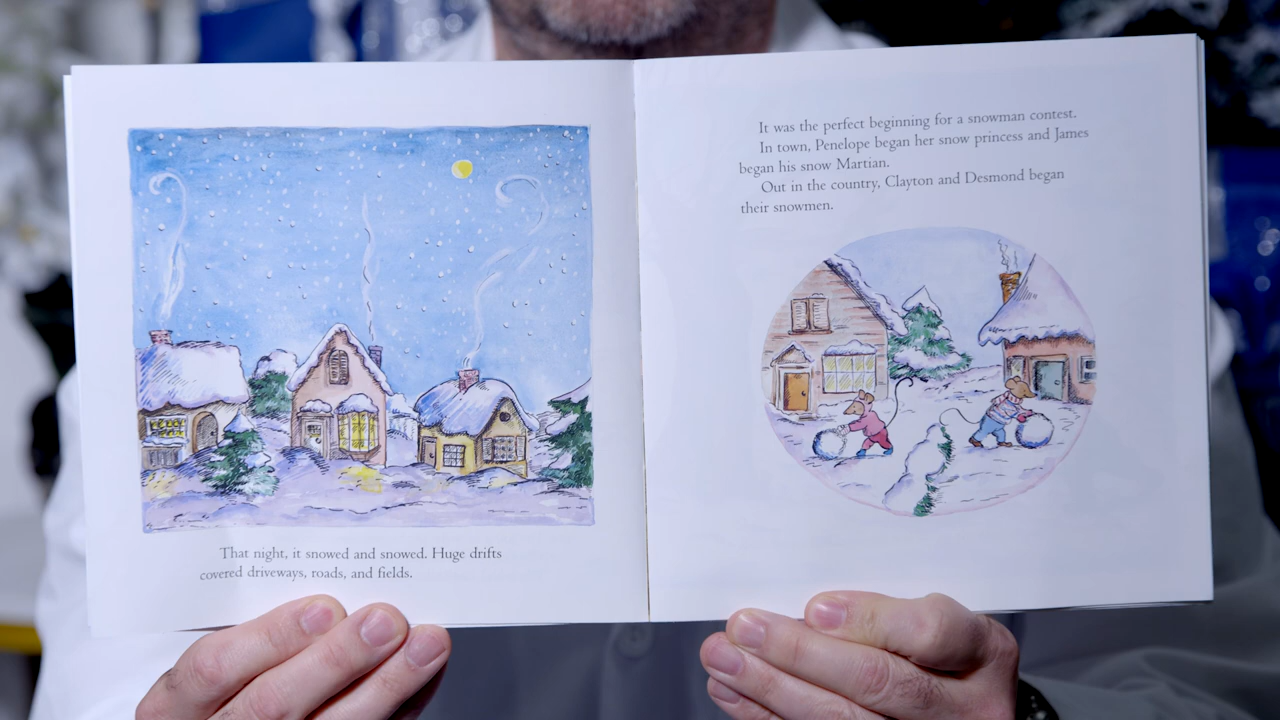 That night, it snowed and snowed. Huge drifts
covered driveways, roads, and fields.
It was the perfect beginning for a snowman contest.
In town, Penelope began her snow princess and James
began his snow Martian.
Out in the country, Clayton and Desmond began
their snowmen.